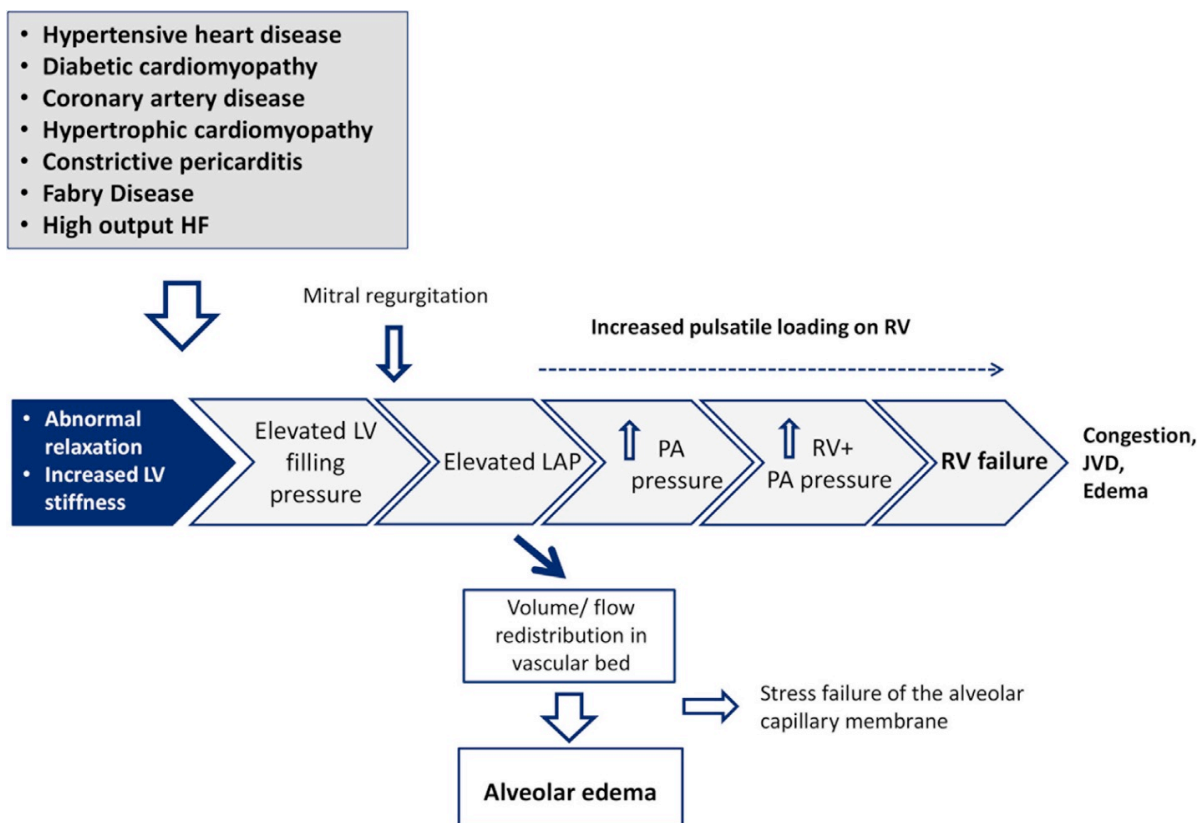 • Hypertensive heart disease
• Diabetic cardiomyopathy
• Coronary artery disease
• Hypertrophic cardiomyopathy
• Constrictive pericarditis
• Fabry Disease
• High output HF
Mitral regurgitation
Increased pulsatile loading on RV
• Abnormal
relaxation
• Increased LV
stiffness
Elevated LV
filling
pressure
Elevated LAP
PA
pressure
RV+
PA pressure
RV failure
Congestion,
JVD,
Edema
Volume/ flow
redistribution in
vascular bed
Stress failure of the alveolar
capillary membrane
Alveolar edema